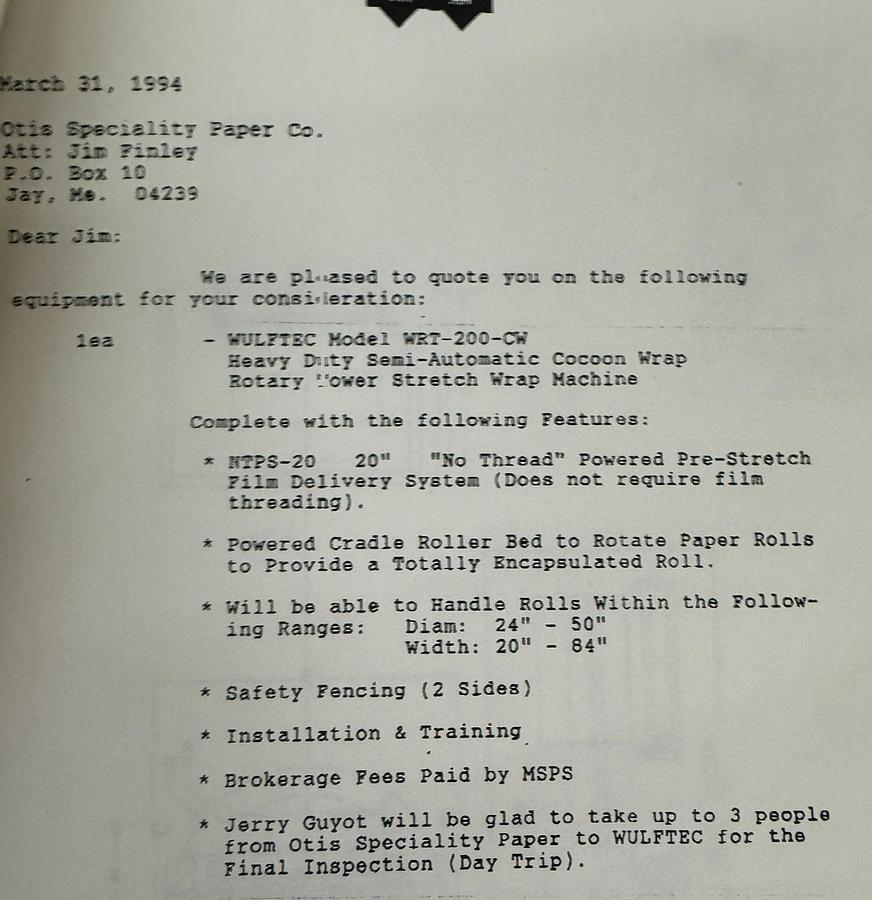 March 31, 1994
Otis Speciality Paper Co.
Att: Jim Finley
P.O. Box 10
Jay, Me. 04239
Dear Jim:
We are pleased to quote you on the following
equipment for your consideration:
1ea - WULFTEC Model WRT-200-CW
Heavy Duty Semi-Automatic Cocoon Wrap
Rotary Tower Stretch Wrap Machine
Complete with the following Features:
* NTPS-20 20" "No Thread" Powered Pre-Stretch
Film Delivery System (Does not require film
threading).
* Powered Cradle Roller Bed to Rotate Paper Rolls
to Provide a Totally Encapsulated Roll.
* Will be able to Handle Rolls Within the Follow-
ing Ranges: Diam: 24" - 50"
Width: 20" - 84"
* Safety Fencing (2 Sides)
* Installation & Training
* Brokerage Fees Paid by MSPS
* Jerry Guyot will be glad to take up to 3 people
from Otis Speciality Paper to WULFTEC for the
Final Inspection (Day Trip).